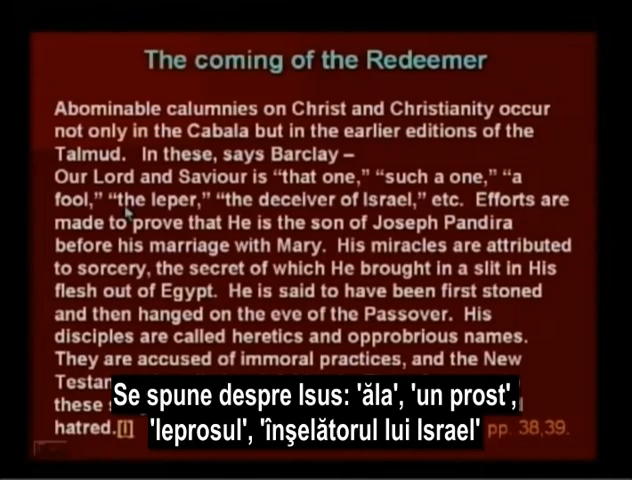 The coming of the Redeemer
Abominable calumnies on Christ and Christianity occur
not only in the Cabala but in the earlier editions of the
Talmud. In these, says Barclay –
Our Lord and Saviour is “that one,” “such a one,” “a
fool,” “the leper,” “the deceiver of Israel,” etc. Efforts are
made to prove that He is the son of Joseph Pandira
before his marriage with Mary. His miracles are attributed
to sorcery, the secret of which He brought in a slit in His
flesh out of Egypt. He is said to have been first stoned
and then hanged on the eve of the Passover. His
disciples are called heretics and opprobrious names.
They are accused of immoral practices, and the New
these
hatred.[i] pp. 38,39.
Se spune despre Isus: 'ăla', 'un prost',
'leprosul', 'înşelătorul lui Israel'